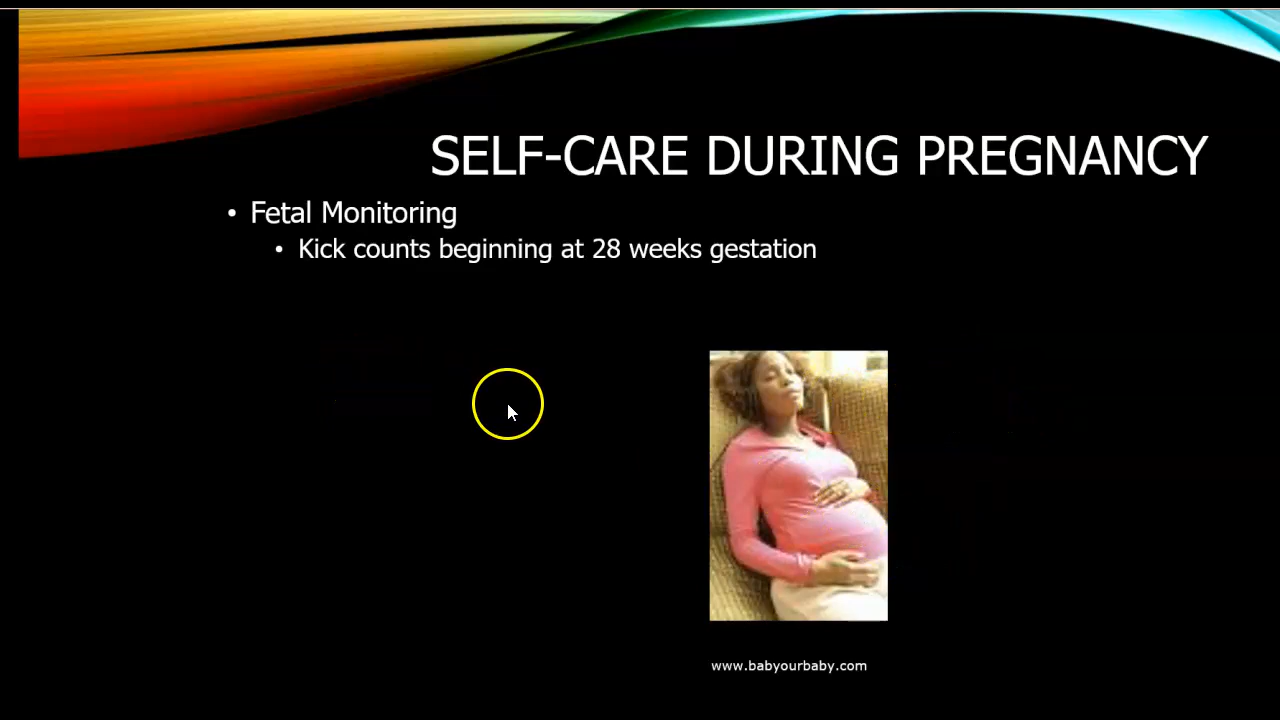 SELF-CARE DURING PREGNANCY
• Fetal Monitoring
• Kick counts beginning at 28 weeks gestation
www.babyourbaby.com